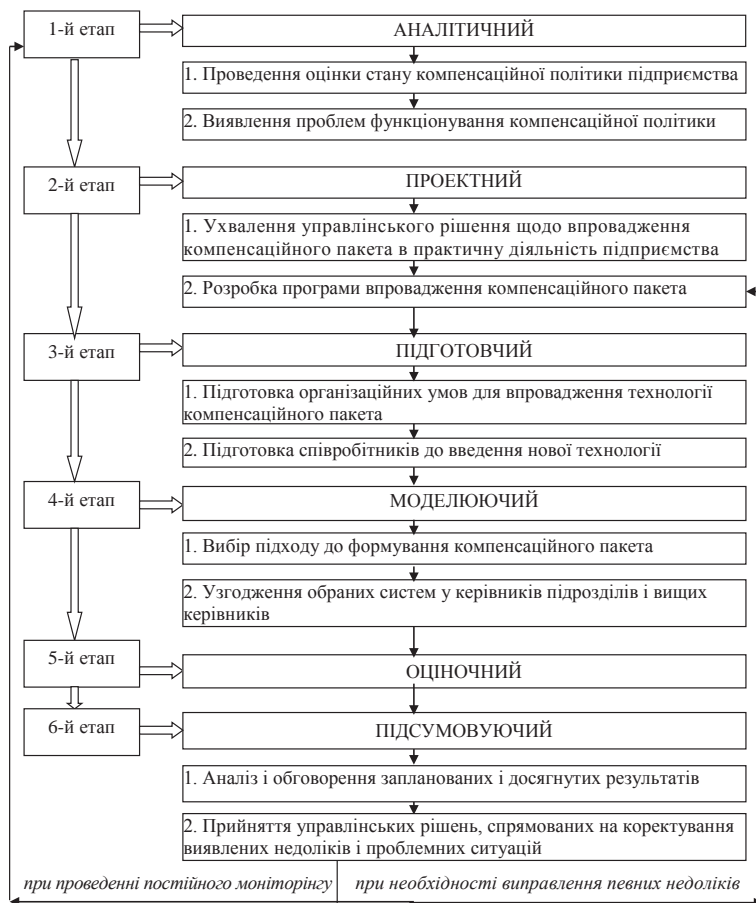 1-й етап
АНАЛІТИЧНИЙ
1. Проведення оцінки стану компенсаційної політики підприємства
2. Виявлення проблем функціонування компенсаційної політики
2-й етап
ПРОЕКТНИЙ
1. Ухвалення управлінського рішення щодо впровадження
компенсаційного пакета в практичну діяльність підприємства
2. Розробка програми впровадження компенсаційного пакета
3-й етап
ПІДГОТОВЧИЙ
1. Підготовка організаційних умов для впровадження технології
компенсаційного пакета
2. Підготовка співробітників до введення нової технології
4-й етап
МОДЕЛЮЮЧИЙ
1. Вибір підходу до формування компенсаційного пакета
2. Узгодження обраних систем у керівників підрозділів і вищих
керівників
5-й етап
ОЦІНОЧНИЙ
6-й етап
ПІДСУМОВУЮЧИЙ
1. Аналіз і обговорення запланованих і досягнутих результатів
2. Прийняття управлінських рішень, спрямованих на коректування
виявлених недоліків і проблемних ситуацій
при проведенні постійного моніторінгу
при необхідності виправлення певних недоліків